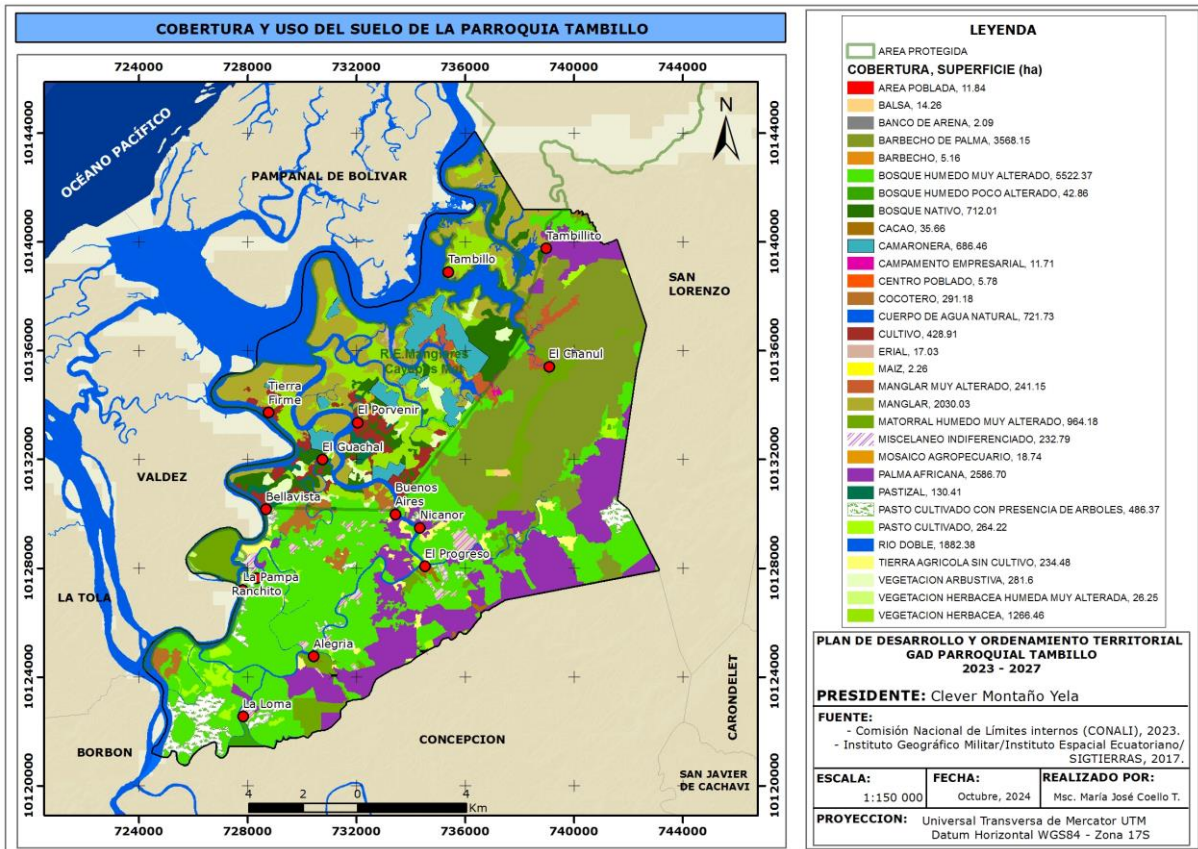 COBERTURA Y USO DEL SUELO DE LA PARROQUIA TAMBILLO
724000 728000 732000 736000 740000 744000
10144000
10140000
10136000
10132000
10128000
10124000
10120000
OCÉANO PACÍFICO
PAMPANAL DE BOLIVAR
N
Tambillito
Tambillo
SAN
LORENZO
R.E.Manglares
El Chanul
Tierra
Firme
El Porvenir
El Guachal
VALDEZ
Bellavista
Buenos
Aires
Nicanor
El Progreso
La Pampa
Ranchito
LA TOLA
Alegria
La Loma
BORBON
CONCEPCION
CARONDELET
SAN JAVIER
DE CACHAVI
4 2 0 4
Km
10144000
10140000
10136000
10132000
10128000
10124000
10120000
724000 728000 732000 736000 740000 744000
LEYENDA
AREA PROTEGIDA
COBERTURA, SUPERFICIE (ha)
AREA POBLADA, 11.84
BALSA, 14.26
BANCO DE ARENA, 2.09
BARBECHO DE PALMA, 3568.15
BARBECHO, 5.16
BOSQUE HUMEDO MUY ALTERADO, 5522.37
BOSQUE HUMEDO POCO ALTERADO, 42.86
BOSQUE NATIVO, 712.01
CACAO, 35.66
CAMARONERA, 686.46
CAMPAMENTO EMPRESARIAL, 11.71
CENTRO POBLADO, 5.78
COCOTERO, 291.18
CUERPO DE AGUA NATURAL, 721.73
CULTIVO, 428.91
ERIAL, 17.03
MAIZ, 2.26
MANGLAR MUY ALTERADO, 241.15
MANGLAR, 2030.03
MATORRAL HUMEDO MUY ALTERADO, 964.18
MISCELANEO INDIFERENCIADO, 232.79
MOSAICO AGROPECUARIO, 18.74
PALMA AFRICANA, 2586.70
PASTIZAL, 130.41
PASTO CULTIVADO CON PRESENCIA DE ARBOLES, 486.37
PASTO CULTIVADO, 264.22
RIO DOBLE, 1882.38
TIERRA AGRICOLA SIN CULTIVO, 234.48
VEGETACION ARBUSTIVA, 281.6
VEGETACION HERBACEA HUMEDA MUY ALTERADA, 26.25
VEGETACION HERBACEA, 1266.46
PLAN DE DESARROLLO Y ORDENAMIENTO TERRITORIAL
GAD PARROQUIAL TAMBILLO
2023 - 2027
PRESIDENTE: Clever Montaño Yela
FUENTE:
- Comisión Nacional de Límites internos (CONALI), 2023.
- Instituto Geográfico Militar/Instituto Espacial Ecuatoriano/
SIGTIERRAS, 2017.
ESCALA: FECHA: REALIZADO POR:
1:150 000 Octubre, 2024 Msc. María José Coello T.
PROYECCION: Universal Transversa de Mercator UTM
Datum Horizontal WGS84 - Zona 17S